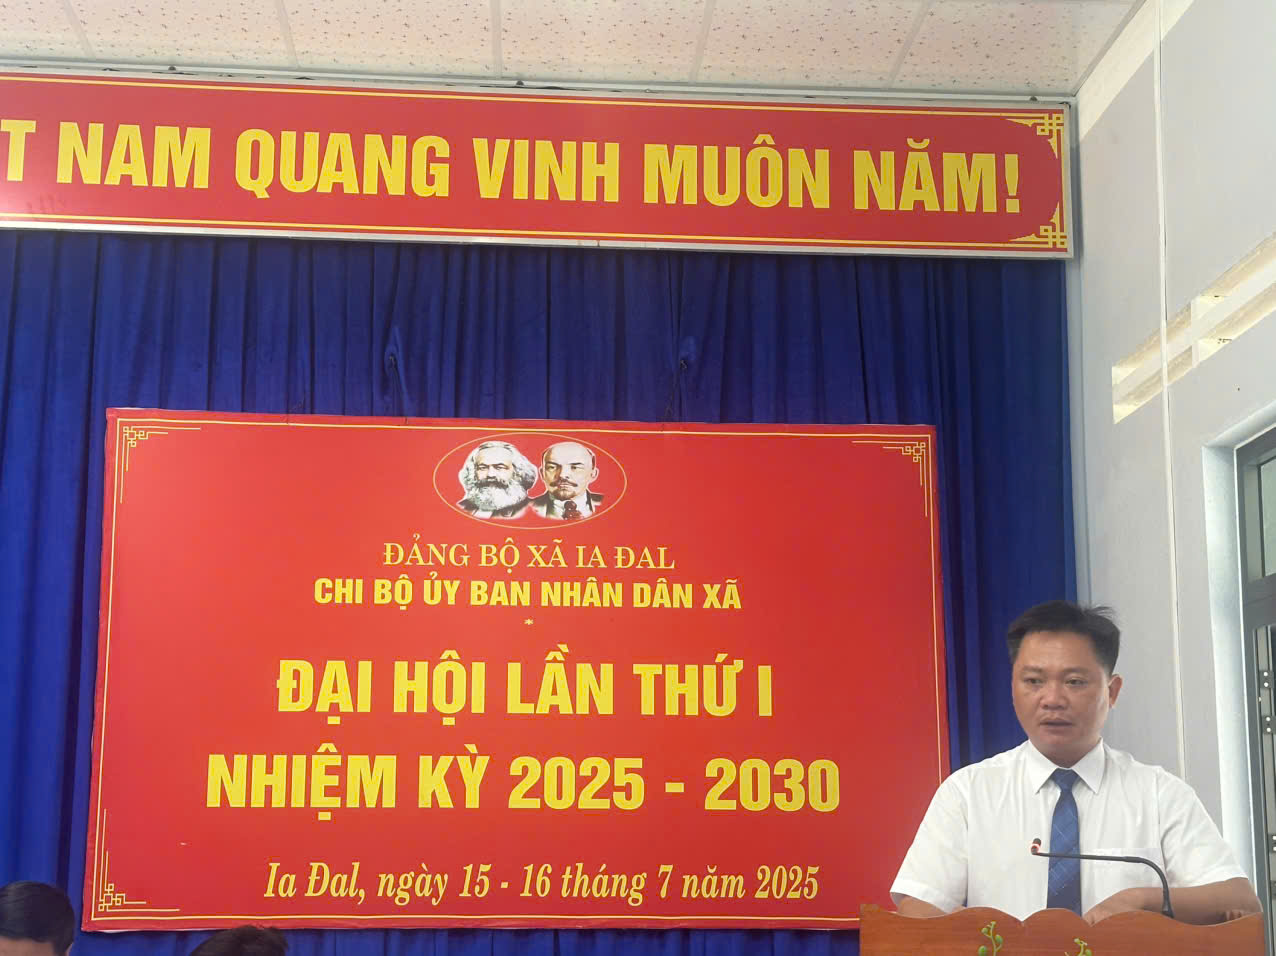 T NAM QUANG VINH MUÔN NĂM!
ĐẢNG BỘ XÃ IA ĐAL
CHI BỘ ỦY BAN NHÂN DÂN XÃ
*
ĐẠI HỘI LẦN THỨ I
NHIỆM KỲ 2025 - 2030
Ia Đal, ngày 15 - 16 tháng 7 năm 2025